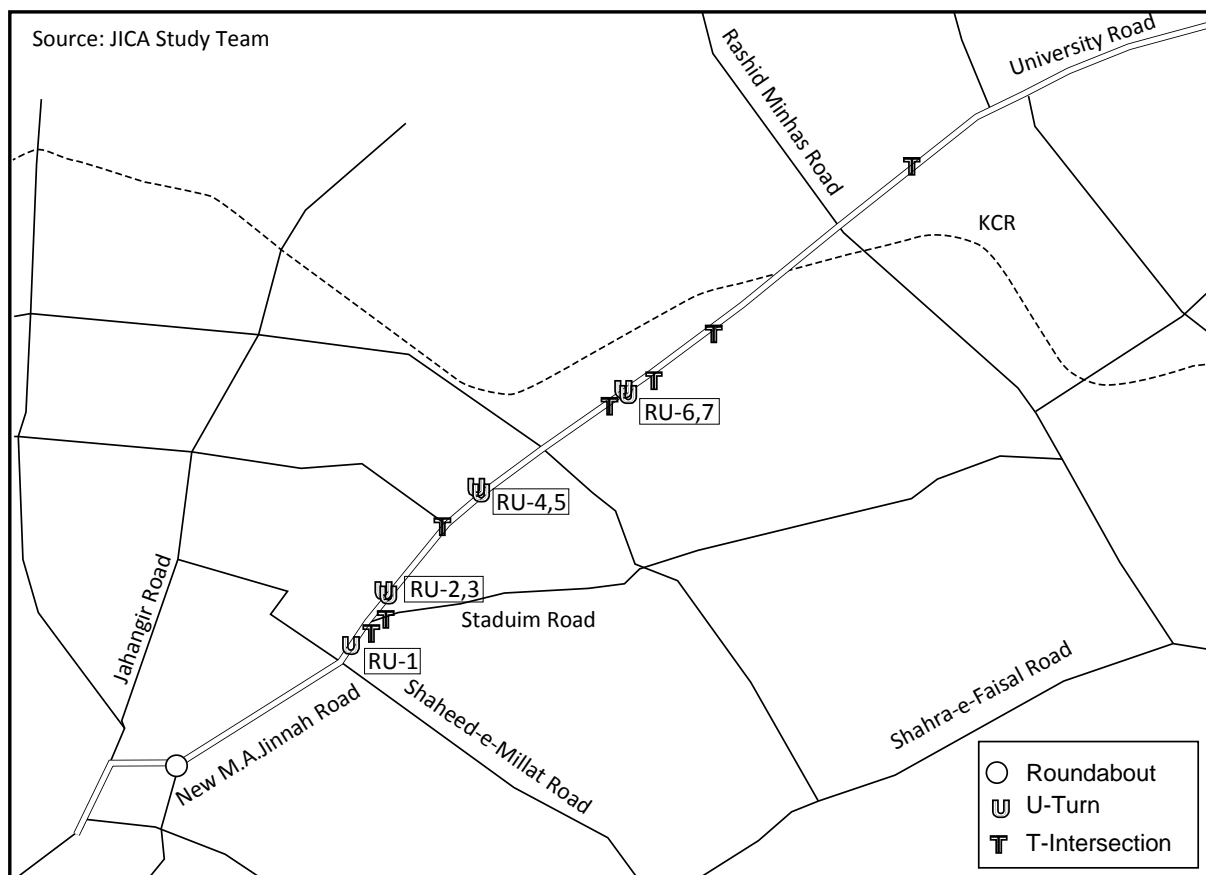 Source: JICA Study Team
University Road
Rashid Minhas Road
KCR
RU-6,7
RU-4,5
RU-2,3
Staduim Road
RU-1
Jahangir Road
New M.A.Jinnah Road
Shaheed-e-Millat Road
Shahra-e-Faisal Road
Roundabout
U-Turn
T-Intersection